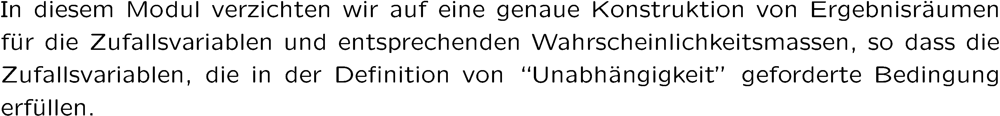 In diesem Modul verzichten wir auf eine genaue Konstruktion von Ergebnisräumen
für die Zufallsvariablen und entsprechenden Wahrscheinlichkeitsmassen, so dass die
Zufallsvariablen, die in der Definition von “Unabhängigkeit” geforderte Bedingung
erfüllen.